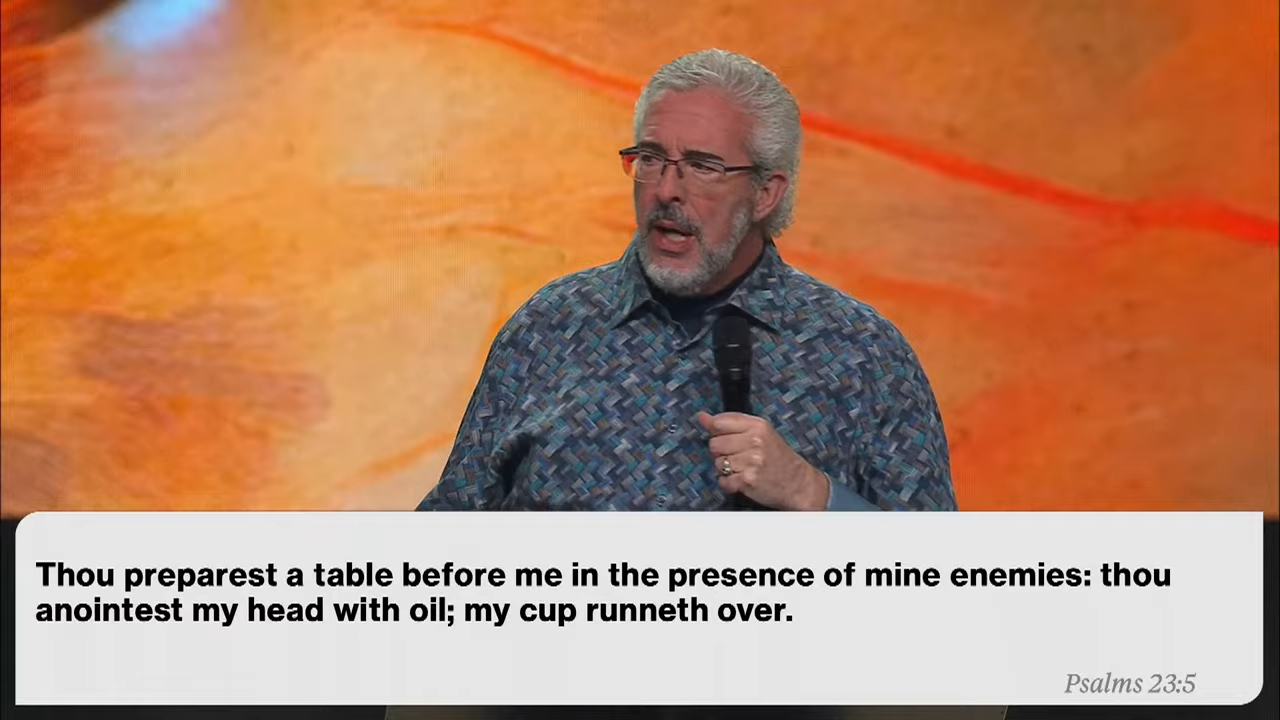 Thou preparest a table before me in the presence of mine enemies: thou
anointest my head with oil; my cup runneth over.
Psalms 23:5